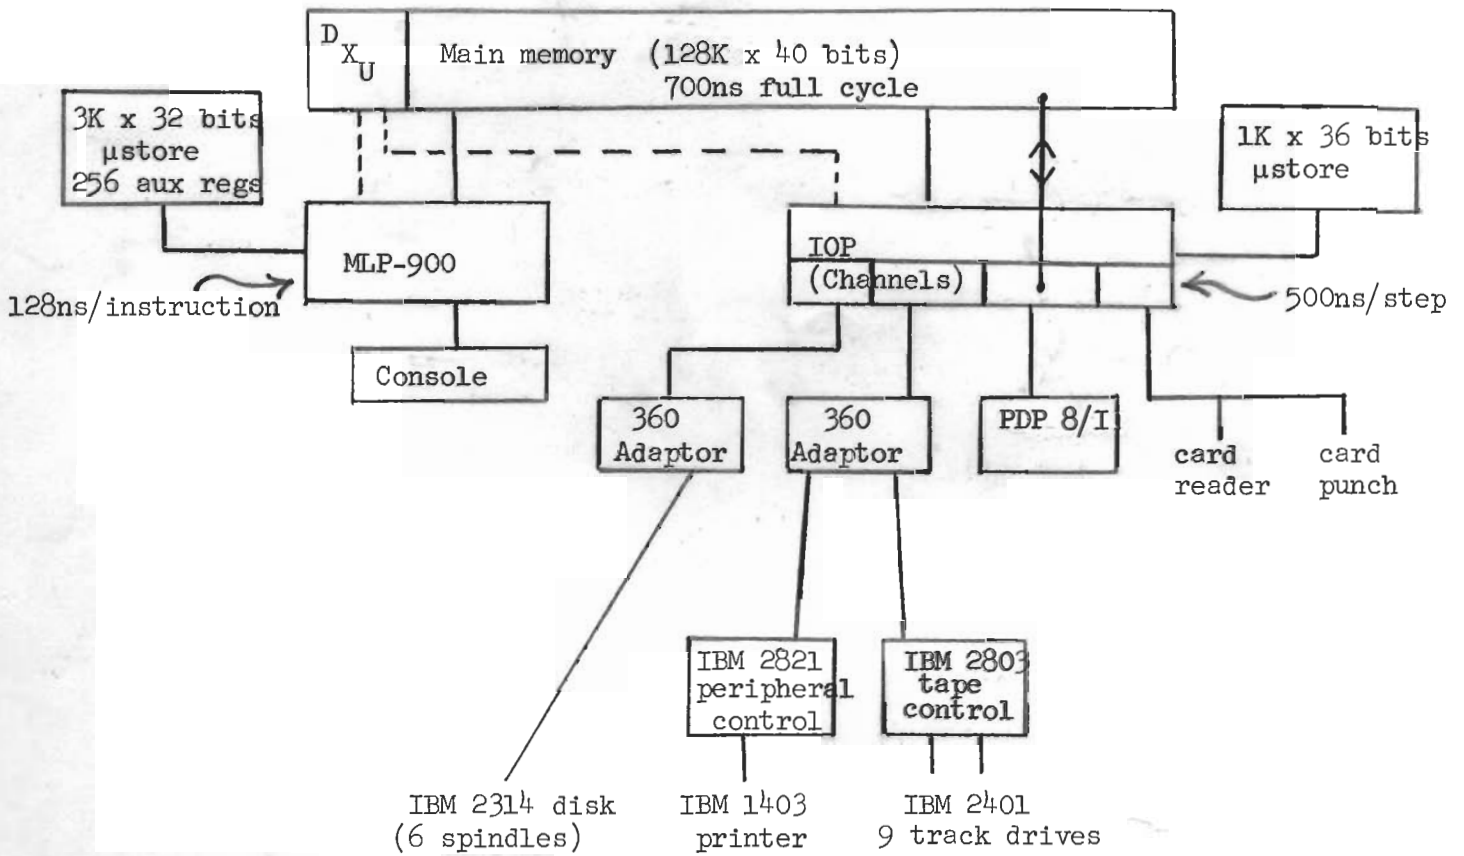 D
X
U
Main memory (128K x 40 bits)
700ns full cycle
3K x 32 bits
μstore
256 aux regs
1K x 36 bits
μstore
MLP-900
IOP
(Channels)
128ns/instruction
500ns/step
Console
360
Adaptor
360
Adaptor
PDP 8/I
card
reader
card
punch
IBM 2821
peripheral
control
IBM 2803
tape
control
IBM 2314 disk
(6 spindles)
IBM 1403
printer
IBM 2401
9 track drives